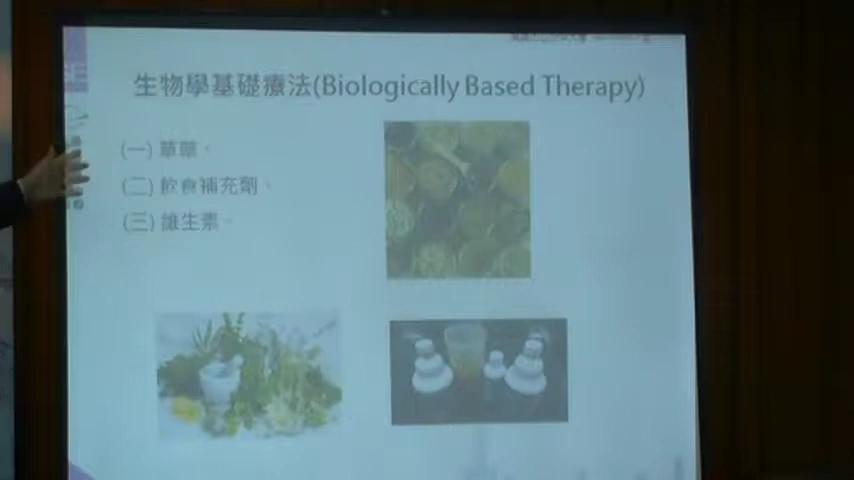 生物學基礎療法(Biologically Based Therapy)
(一) 草藥。
(二) 飲食補充劑。
(三) 維生素。